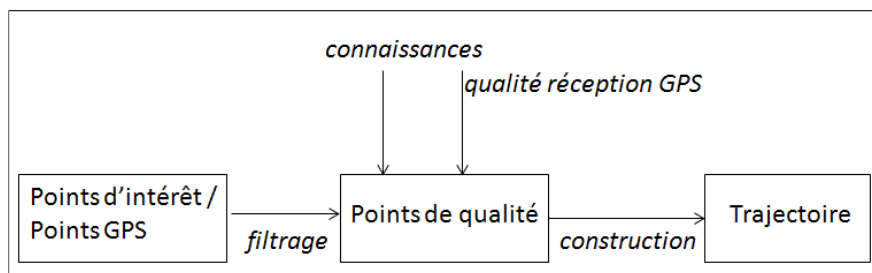 connaissances
qualité réception GPS
Points d'intérêt /
Points GPS
filtrage
Points de qualité
construction
Trajectoire